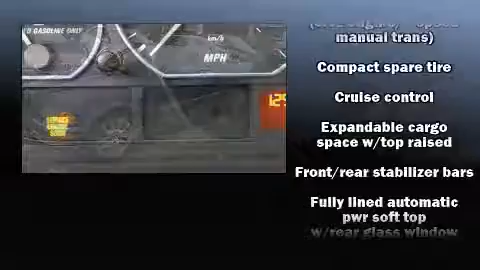 D GASOLINE ONLY
km/h
MPH
manual trans)
Compact spare tire
Cruise control
Expandable cargo
space w/top raised
Front/rear stabilizer bars
Fully lined automatic
pwr soft top
w/rear glass window